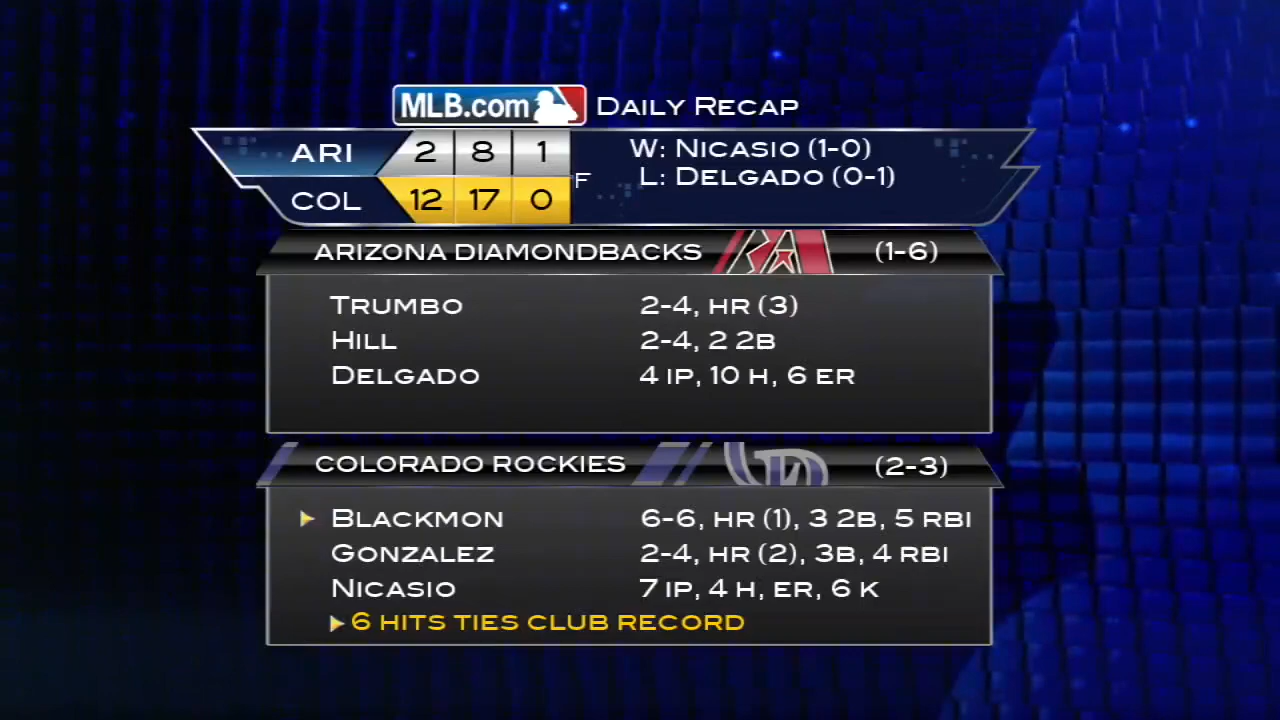 MLB.com DAILY RECAP
ARI 2 8 1
COL 12 17 0
F
W: NICASIO (1-0)
L: DELGADO (0-1)
ARIZONA DIAMONDBACKS (1-6)
TRUMBO 2-4, HR (3)
HILL 2-4, 2 2B
DELGADO 4 IP, 10 H, 6 ER
COLORADO ROCKIES (2-3)
BLACKMON 6-6, HR (1), 3 2B, 5 RBI
GONZALEZ 2-4, HR (2), 3B, 4 RBI
NICASIO 7 IP, 4 H, ER, 6 K
6 HITS TIES CLUB RECORD